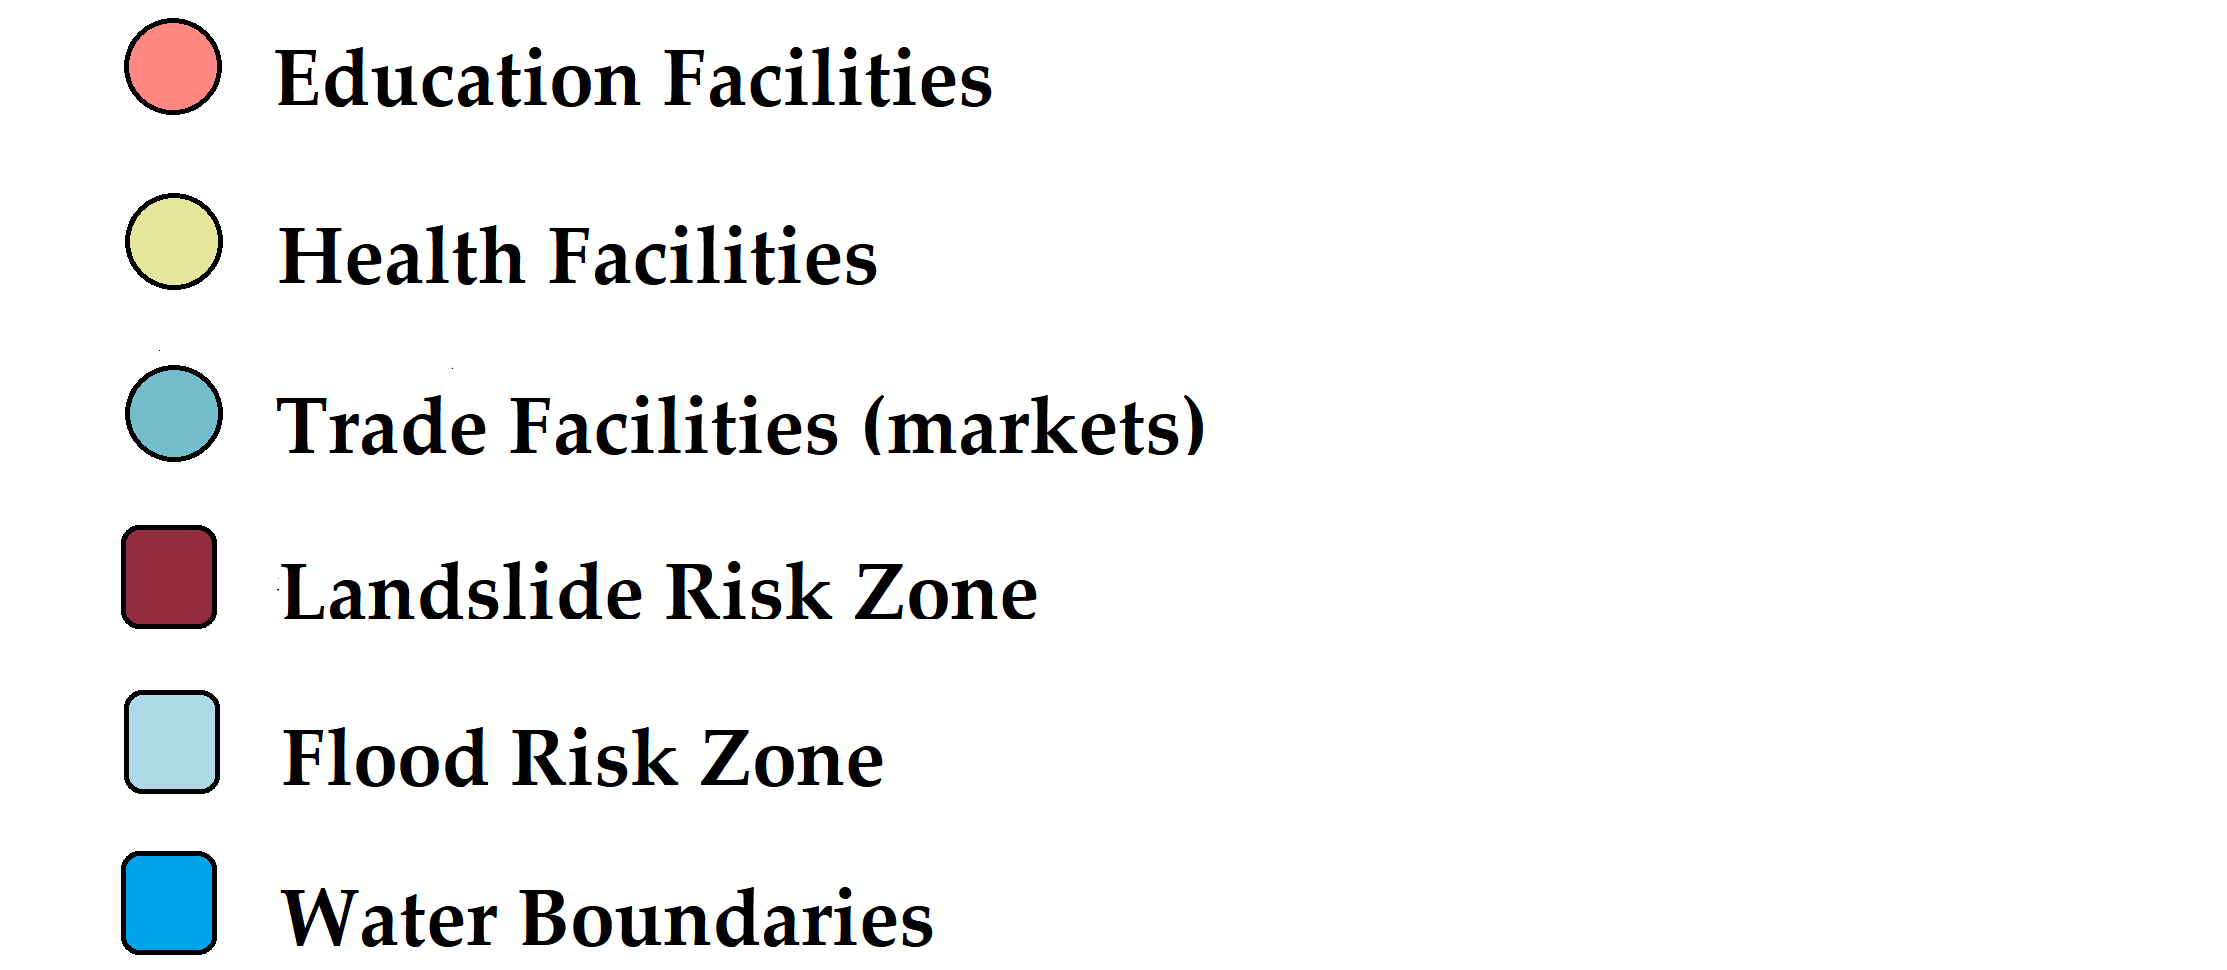 Education Facilities
Health Facilities
Trade Facilities (markets)
Landslide Risk Zone
Flood Risk Zone
Water Boundaries